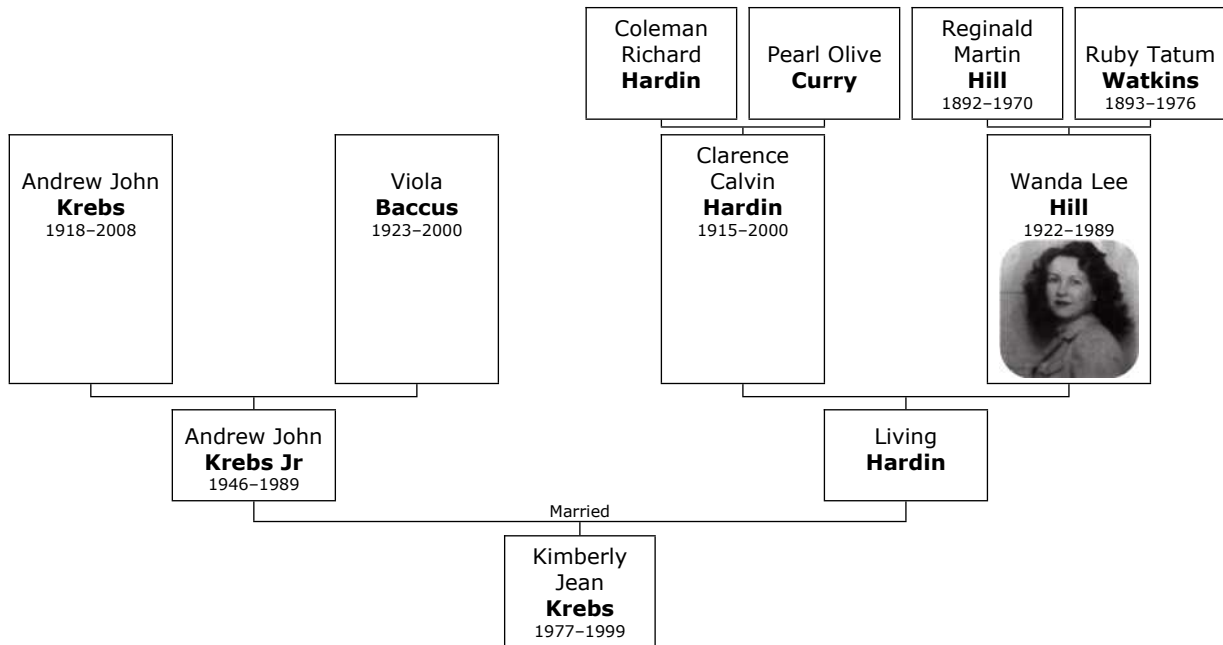 Coleman
Richard
Hardin
Pearl Olive
Curry
Reginald
Martin
Hill
1892–1970
Ruby Tatum
Watkins
1893–1976
Andrew John
Krebs
1918–2008
Viola
Baccus
1923–2000
Clarence
Calvin
Hardin
1915–2000
Wanda Lee
Hill
1922–1989
Andrew John
Krebs Jr
1946–1989
Living
Hardin
Married
Kimberly
Jean
Krebs
1977–1999